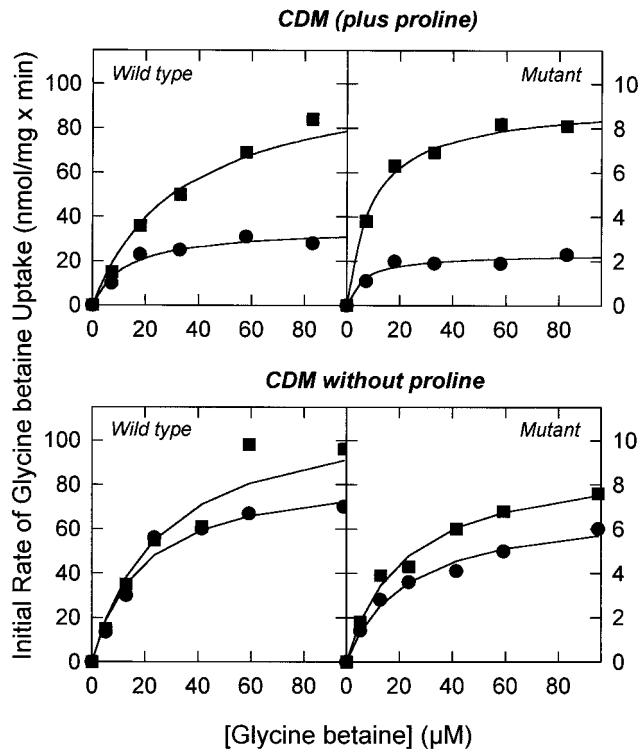 CDM (plus proline)
Wild type
Mutant
100
80
60
40
20
0
10
8
6
4
2
0
0 20 40 60 80
0 20 40 60 80
CDM without proline
Wild type
Mutant
100
80
60
40
20
0
10
8
6
4
2
0
0 20 40 60 80
0 20 40 60 80
Initial Rate of Glycine betaine Uptake (nmol/mg x min)
[Glycine betaine] (µM)